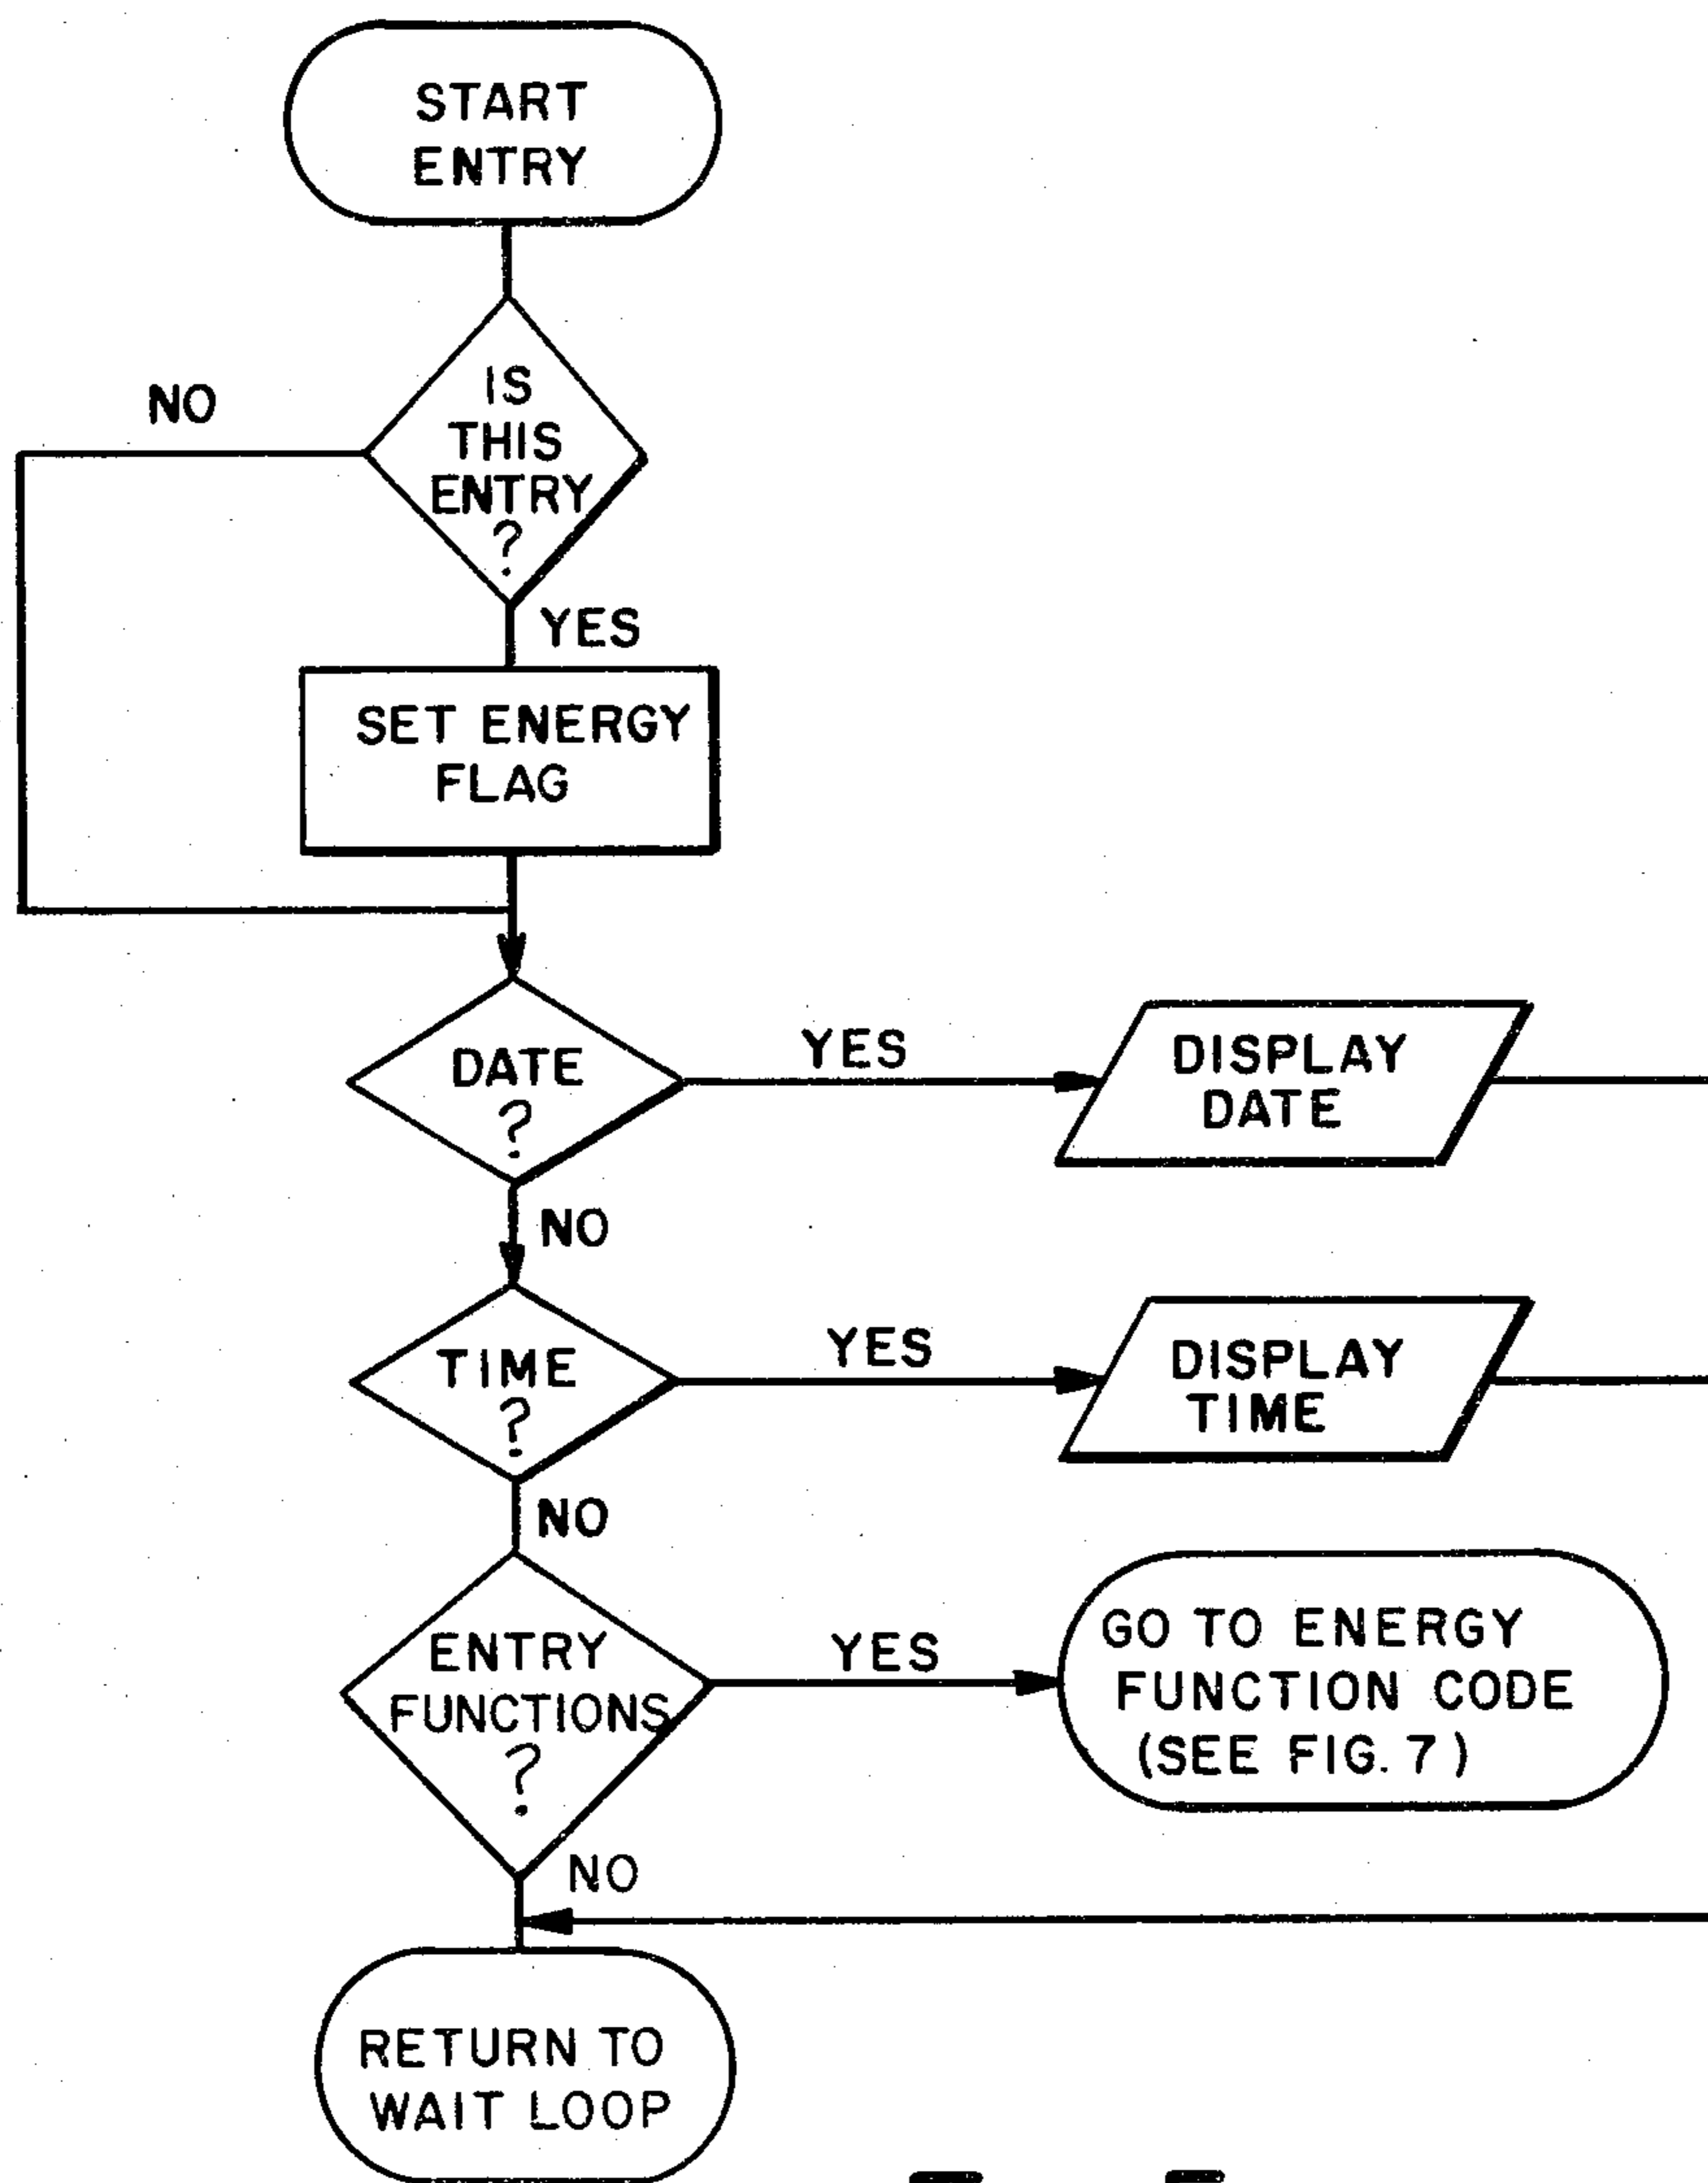 START
ENTRY
IS
THIS
ENTRY
?
NO
YES
SET ENERGY
FLAG
DATE
?
YES
DISPLAY
DATE
NO
TIME
?
YES
DISPLAY
TIME
NO
ENTRY
FUNCTIONS
?
YES
GO TO ENERGY
FUNCTION CODE
(SEE FIG. 7)
NO
RETURN TO
WAIT LOOP